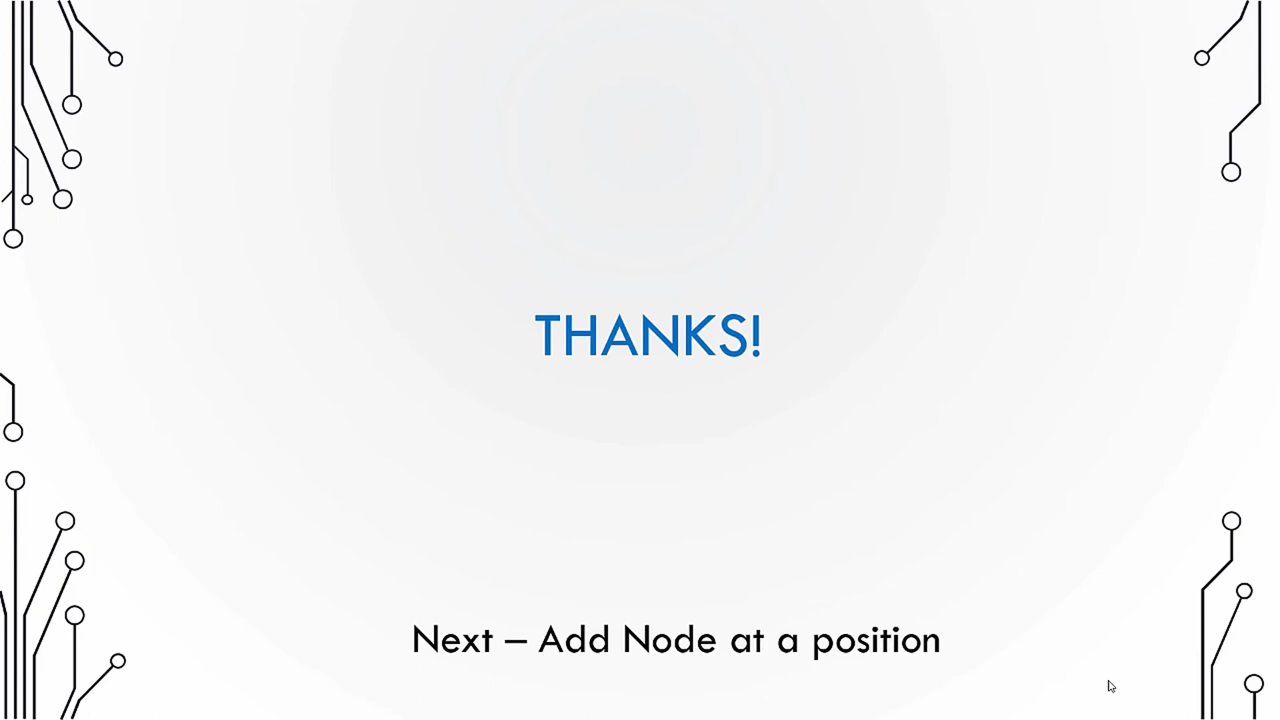 THANKS!
Next – Add Node at a position